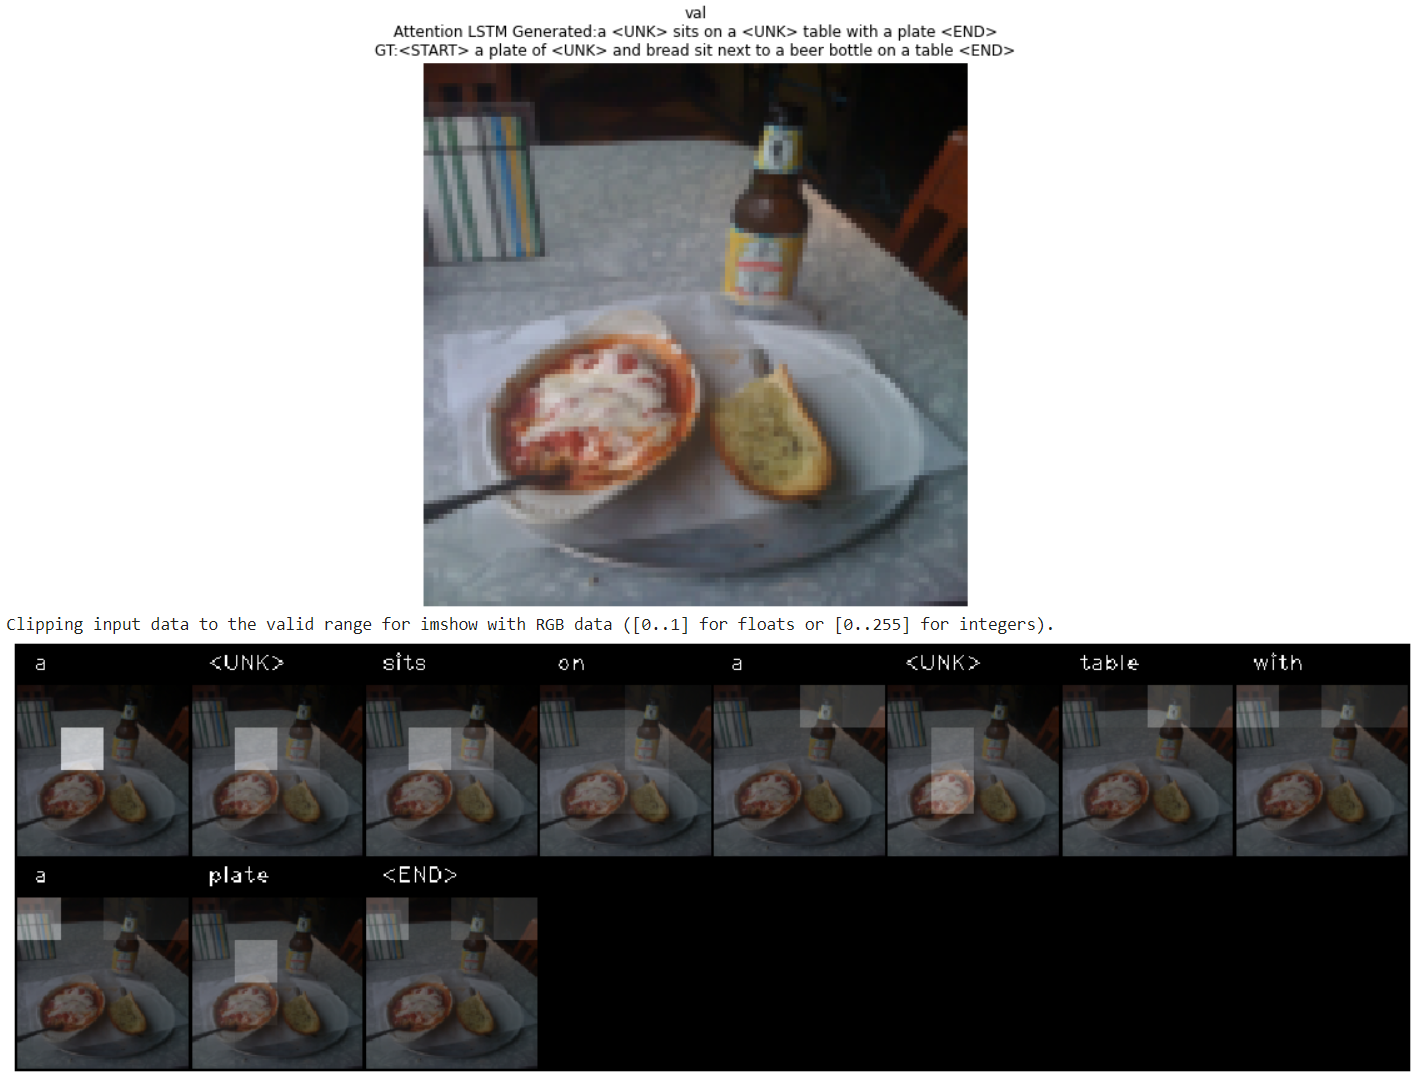 val
Attention LSTM Generated:a <UNK> sits on a <UNK> table with a plate <END>
GT:<START> a plate of <UNK> and bread sit next to a beer bottle on a table <END>
Clipping input data to the valid range for imshow with RGB data ([0..1] for floats or [0..255] for integers).
a <UNK> sits on a <UNK> table with
a plate <END>